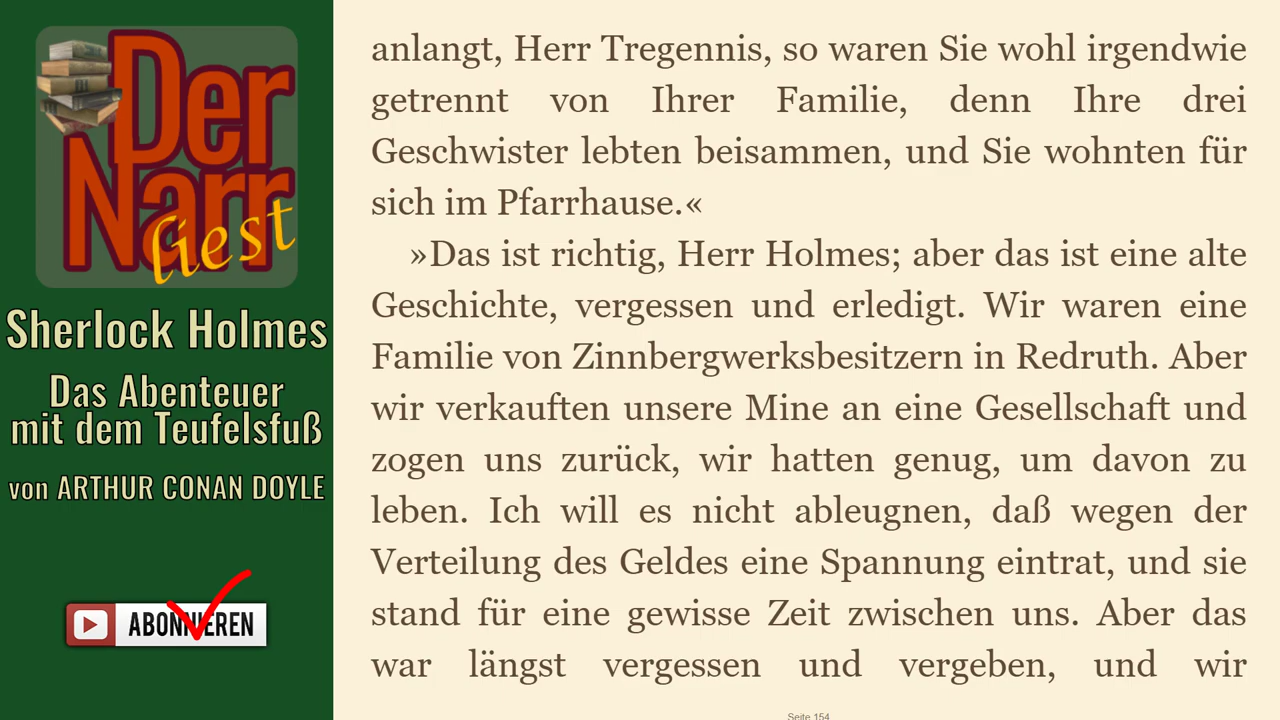 Der
Narr
liest
Sherlock Holmes
Das Abenteuer
mit dem Teufelsfuß
von ARTHUR CONAN DOYLE
ABONNIEREN
anlangt, Herr Tregennis, so waren Sie wohl irgendwie
getrennt von Ihrer Familie, denn Ihre drei
Geschwister lebten beisammen, und Sie wohnten für
sich im Pfarrhause.«
»Das ist richtig, Herr Holmes; aber das ist eine alte
Geschichte, vergessen und erledigt. Wir waren eine
Familie von Zinnbergwerksbesitzern in Redruth. Aber
wir verkauften unsere Mine an eine Gesellschaft und
zogen uns zurück, wir hatten genug, um davon zu
leben. Ich will es nicht ableugnen, daß wegen der
Verteilung des Geldes eine Spannung eintrat, und sie
stand für eine gewisse Zeit zwischen uns. Aber das
war längst vergessen und vergeben, und wir
Seite 154